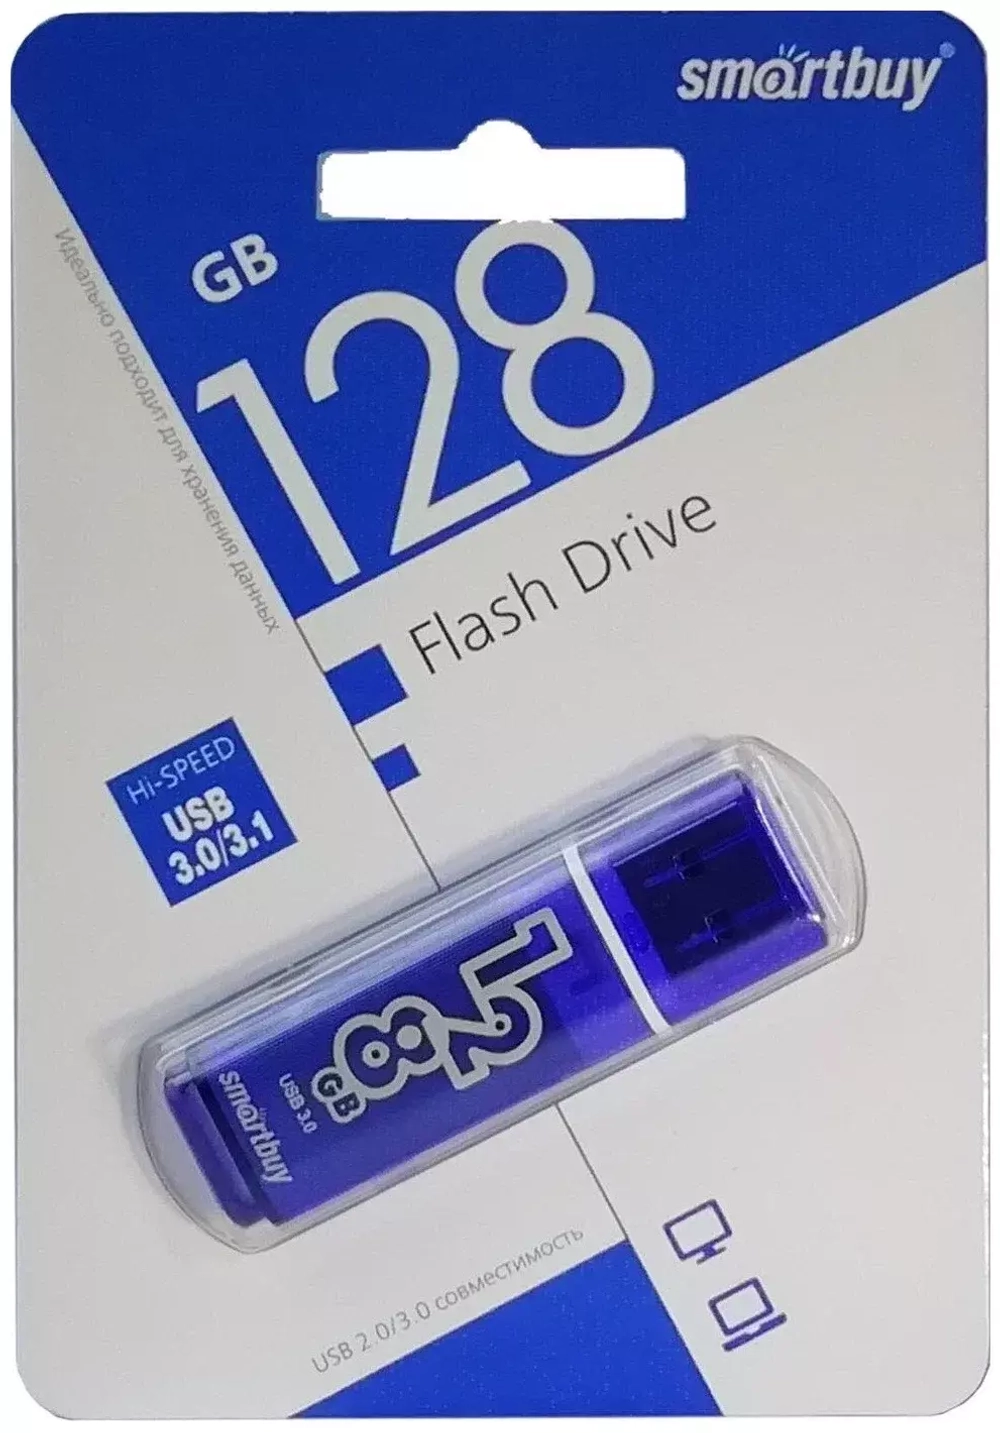 smartbuy®
GB
128
Идеально подходит для хранения данных
Flash Drive
Hi-SPEED
USB
3.0/3.1
128
GB
USB 3.0
smartbuy
USB 2.0/3.0 совместимость